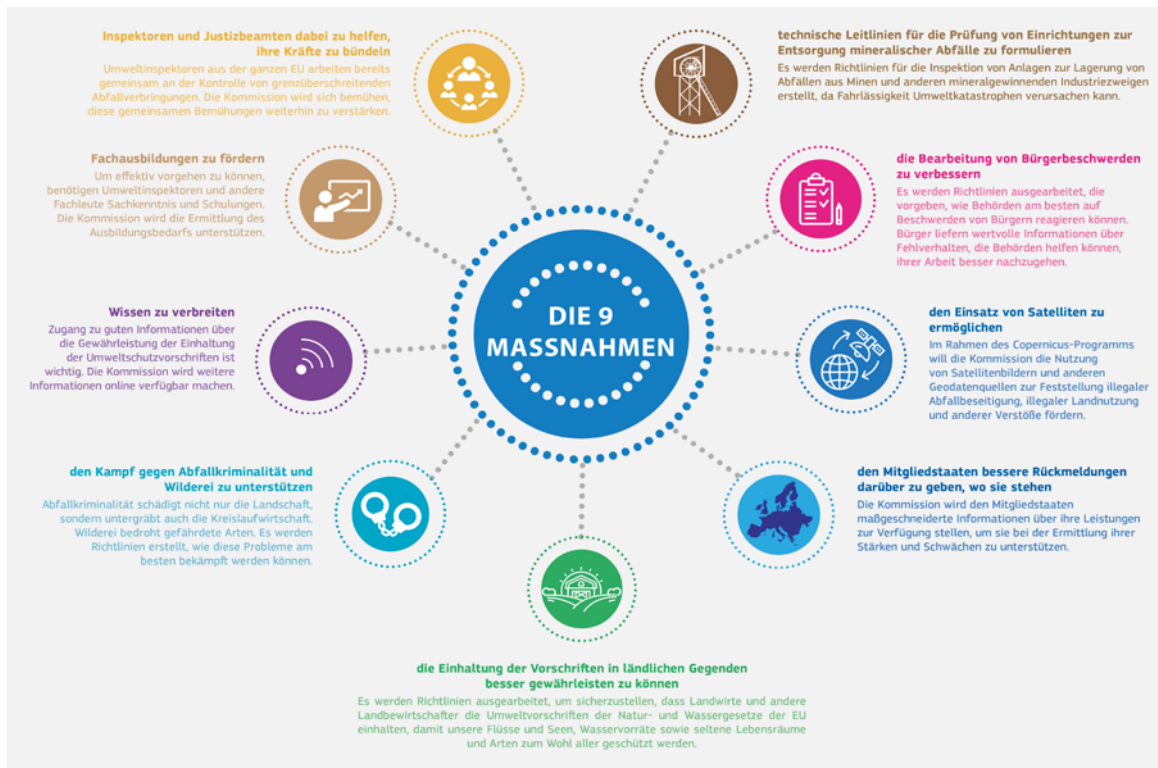 Inspektoren und Justizbeamten dabei zu helfen,
ihre Kräfte zu bündeln
Umweltinspektoren aus der ganzen EU arbeiten bereits
gemeinsam an der Kontrolle von grenzüberschreitenden
Abfallverbringungen. Die Kommission wird sich bemühen,
diese gemeinsamen Bemühungen weiterhin zu verstärken.
technische Leitlinien für die Prüfung von Einrichtungen zur
Entsorgung mineralischer Abfälle zu formulieren
Es werden Richtlinien für die Inspektion von Anlagen zur Lagerung von
Abfällen aus Minen und anderen mineralgewinnenden Industriezweigen
erstellt, da Fahrlässigkeit Umweltkatastrophen verursachen kann.
Fachausbildungen zu fördern
Um effektiv vorgehen zu können,
benötigen Umweltinspektoren und andere
Fachleute Sachkenntnis und Schulungen.
Die Kommission wird die Ermittlung des
Ausbildungsbedarfs unterstützen.
die Bearbeitung von Bürgerbeschwerden
zu verbessern
Es werden Richtlinien ausgearbeitet, die
vorgeben, wie Behörden am besten auf
Beschwerden von Bürgern reagieren können.
Bürger liefern wertvolle Informationen über
Fehlverhalten, die Behörden helfen können,
ihrer Arbeit besser nachzugehen.
DIE 9
MASSNAHMEN
Wissen zu verbreiten
Zugang zu guten Informationen über
die Gewährleistung der Einhaltung
der Umweltschutzvorschriften ist
wichtig. Die Kommission wird weitere
Informationen online verfügbar machen.
den Einsatz von Satelliten zu
ermöglichen
Im Rahmen des Copernicus-Programms
will die Kommission die Nutzung
von Satellitenbildern und anderen
Geodatenquellen zur Feststellung illegaler
Abfallbeseitigung, illegaler Landnutzung
und anderer Verstöße fördern.
den Kampf gegen Abfallkriminalität und
Wilderei zu unterstützen
Abfallkriminalität schädigt nicht nur die Landschaft,
sondern untergräbt auch die Kreislaufwirtschaft.
Wilderei bedroht gefährdete Arten. Es werden
Richtlinien erstellt, wie diese Probleme am
besten bekämpft werden können.
den Mitgliedstaaten bessere Rückmeldungen
darüber zu geben, wo sie stehen
Die Kommission wird den Mitgliedstaaten
maßgeschneiderte Informationen über ihre Leistungen
zur Verfügung stellen, um sie bei der Ermittlung ihrer
Stärken und Schwächen zu unterstützen.
die Einhaltung der Vorschriften in ländlichen Gegenden
besser gewährleisten zu können
Es werden Richtlinien ausgearbeitet, um sicherzustellen, dass Landwirte und andere
Landbewirtschafter die Umweltvorschriften der Natur- und Wassergesetze der EU
einhalten, damit unsere Flüsse und Seen, Wasservorräte sowie seltene Lebensräume
und Arten zum Wohl aller geschützt werden.